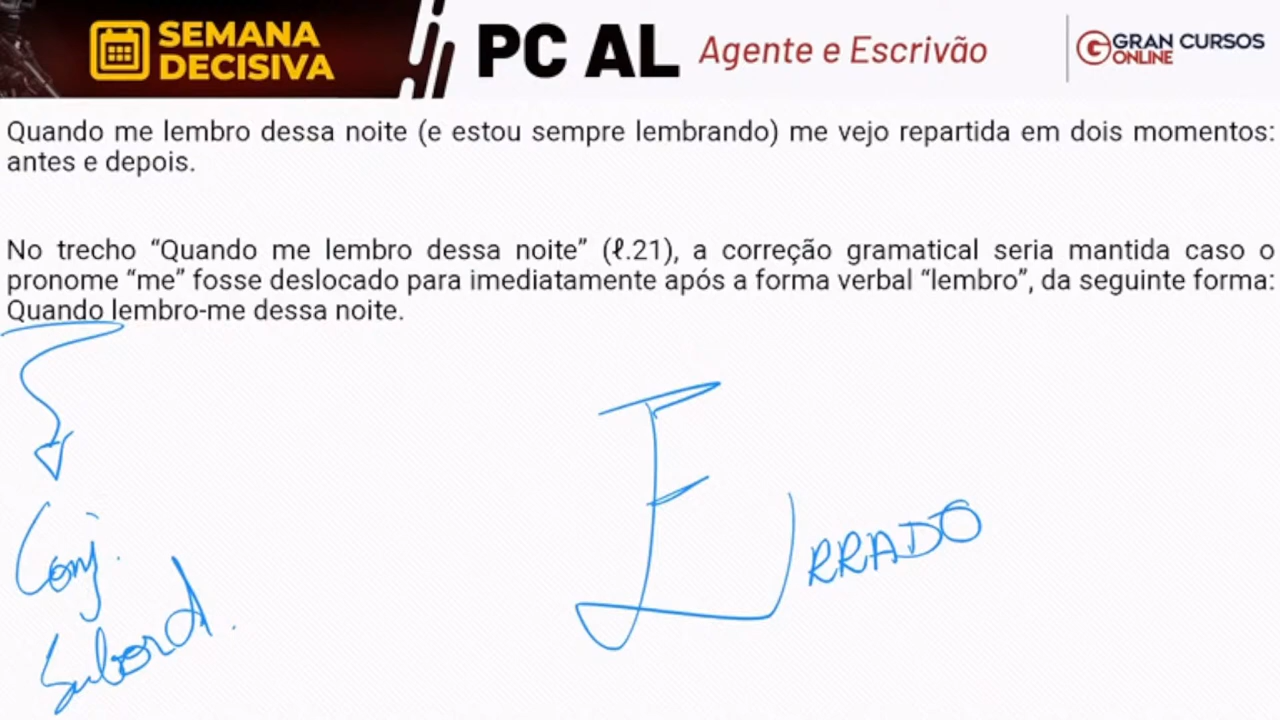 SEMANA
DECISIVA
PC AL
Agente e Escrivão
GRAN CURSOS
ONLINE
Quando me lembro dessa noite (e estou sempre lembrando) me vejo repartida em dois momentos:
antes e depois.
No trecho “Quando me lembro dessa noite” (ℓ.21), a correção gramatical seria mantida caso o
pronome “me” fosse deslocado para imediatamente após a forma verbal “lembro”, da seguinte forma:
Quando lembro-me dessa noite.
Conj.
Subord.
ERRADO